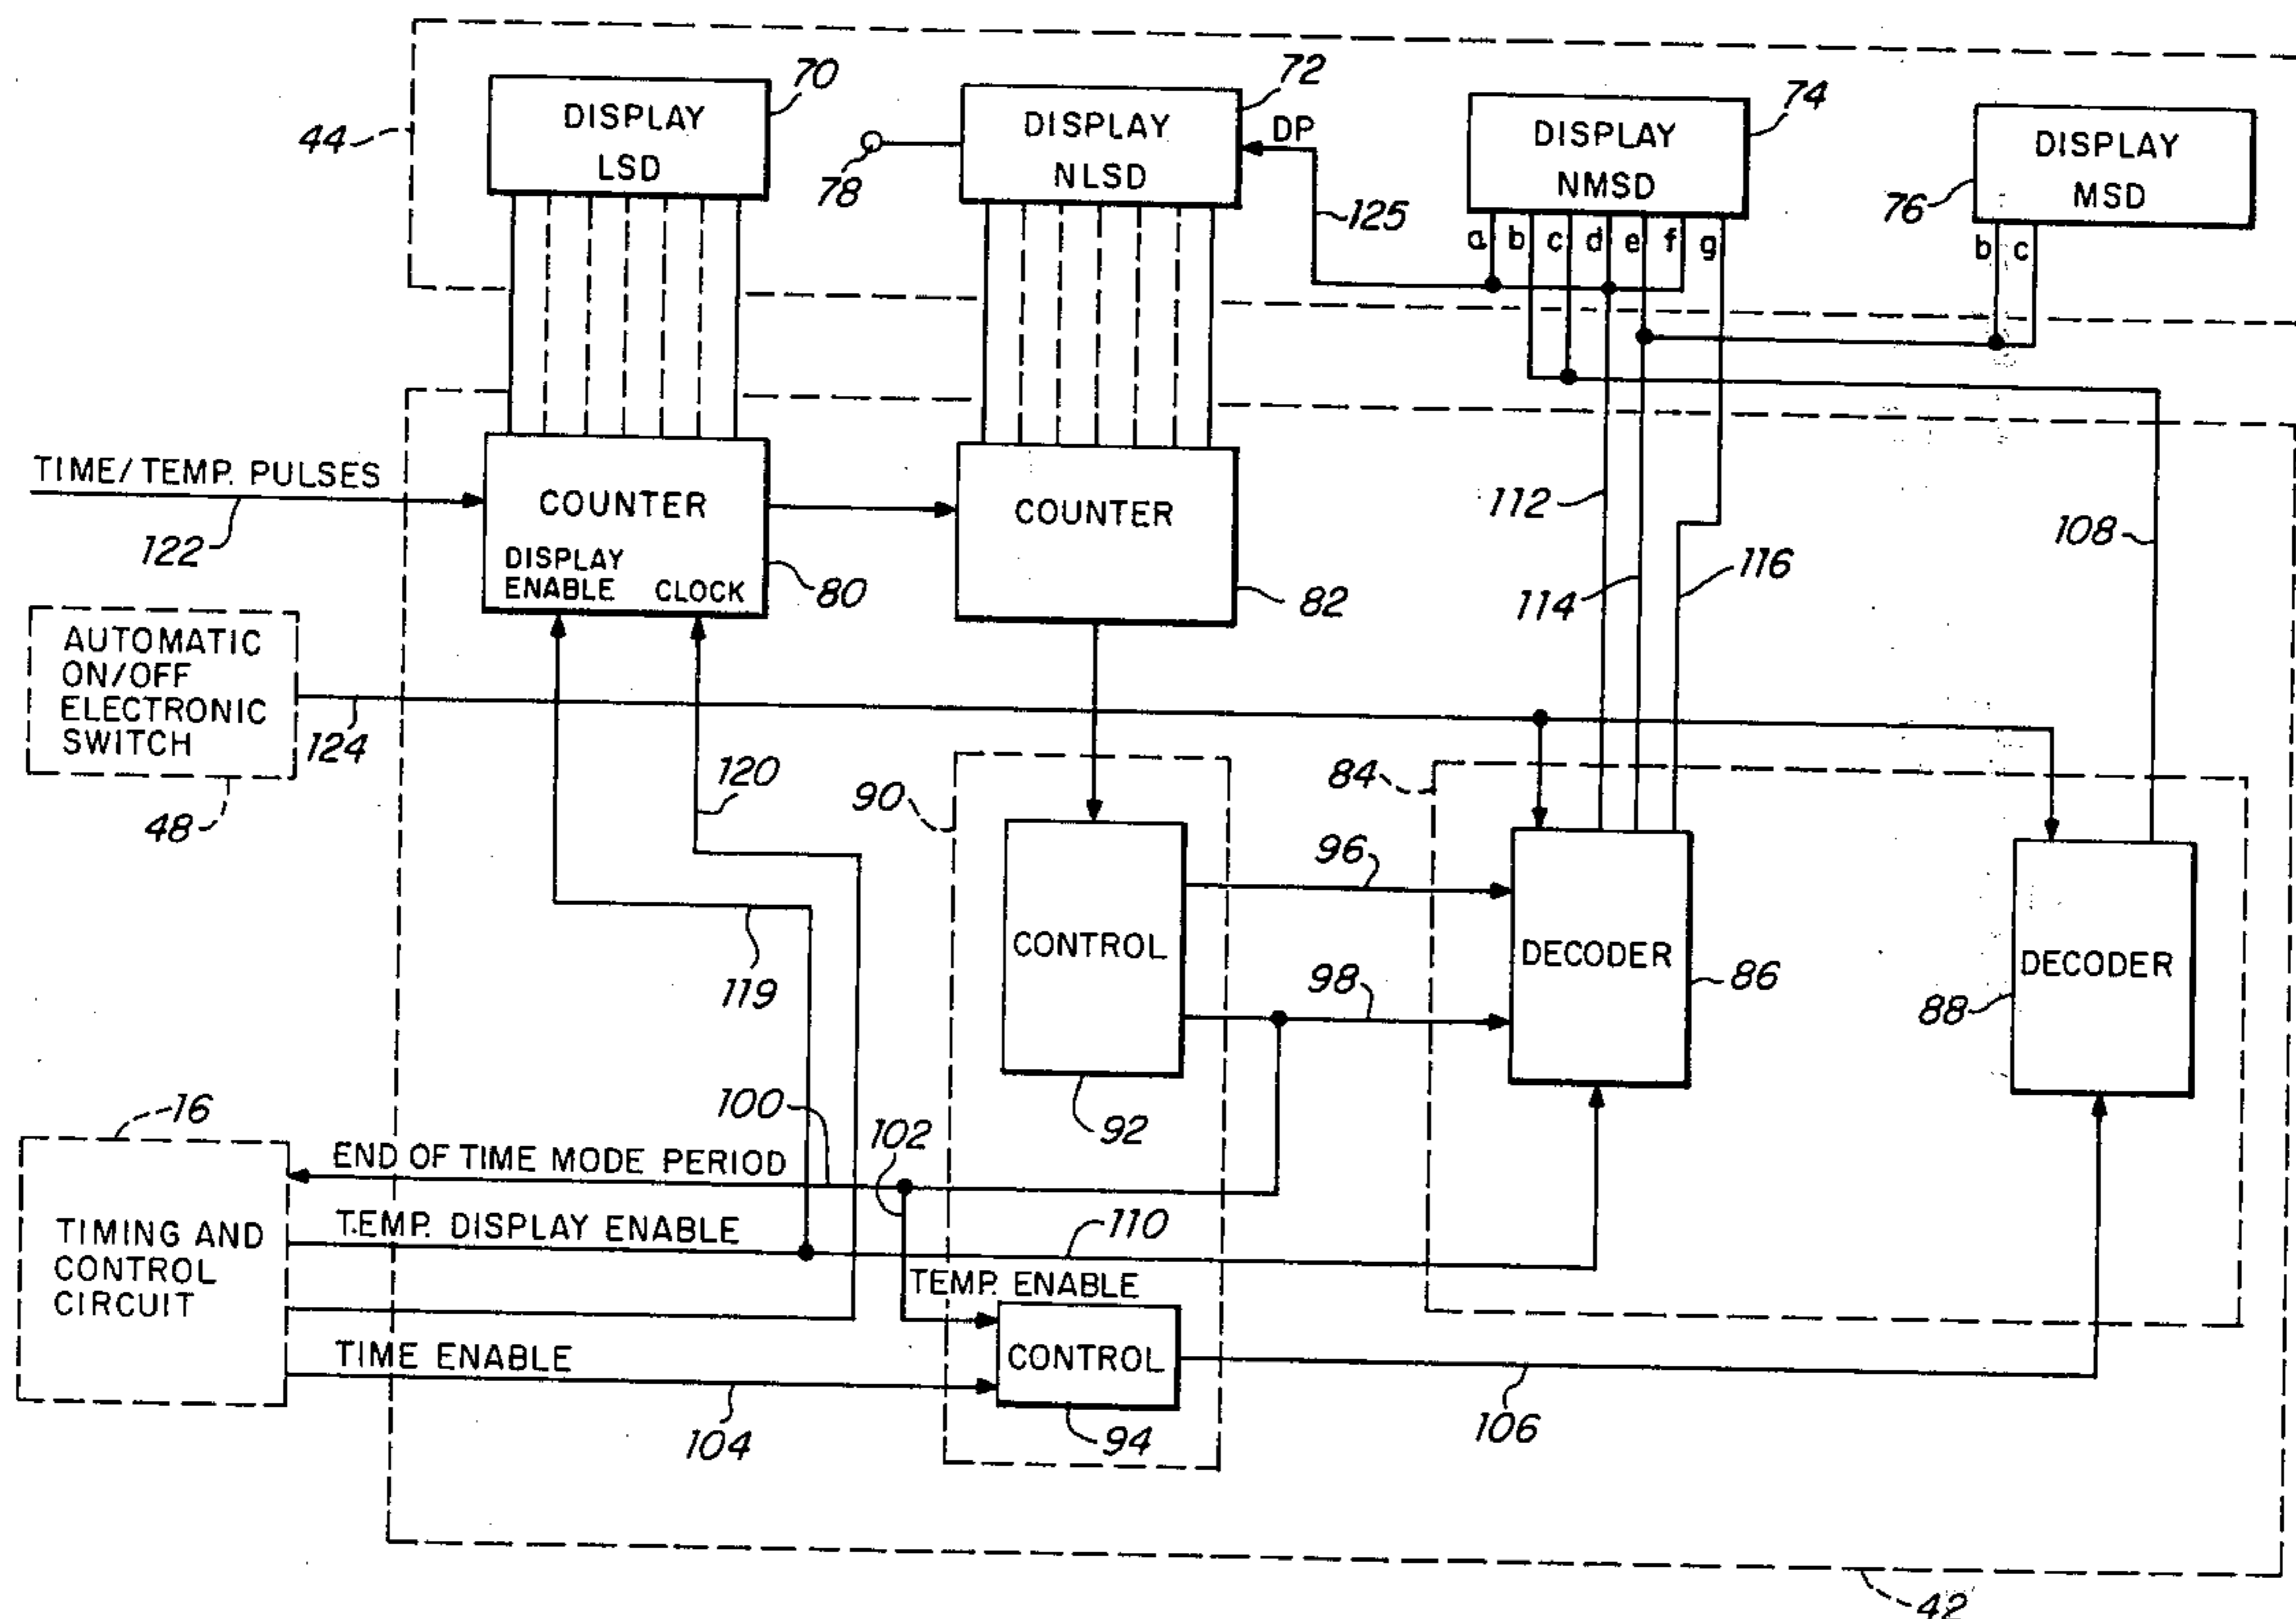 70
72
74
DISPLAY
LSD
DISPLAY
NLSD
DP
DISPLAY
NMSD
DISPLAY
MSD
44
78
125
76
a b c d e f g
b c
TIME/TEMP. PULSES
122
COUNTER
DISPLAY
ENABLE
CLOCK
80
COUNTER
82
112
114
116
108
AUTOMATIC
ON/OFF
ELECTRONIC
SWITCH
124
48
120
90
84
96
CONTROL
98
DECODER
86
DECODER
88
119
92
16
100
102
END OF TIME MODE PERIOD
TIMING AND
CONTROL
CIRCUIT
TEMP. DISPLAY ENABLE
110
TEMP. ENABLE
TIME ENABLE
CONTROL
104
94
106
42